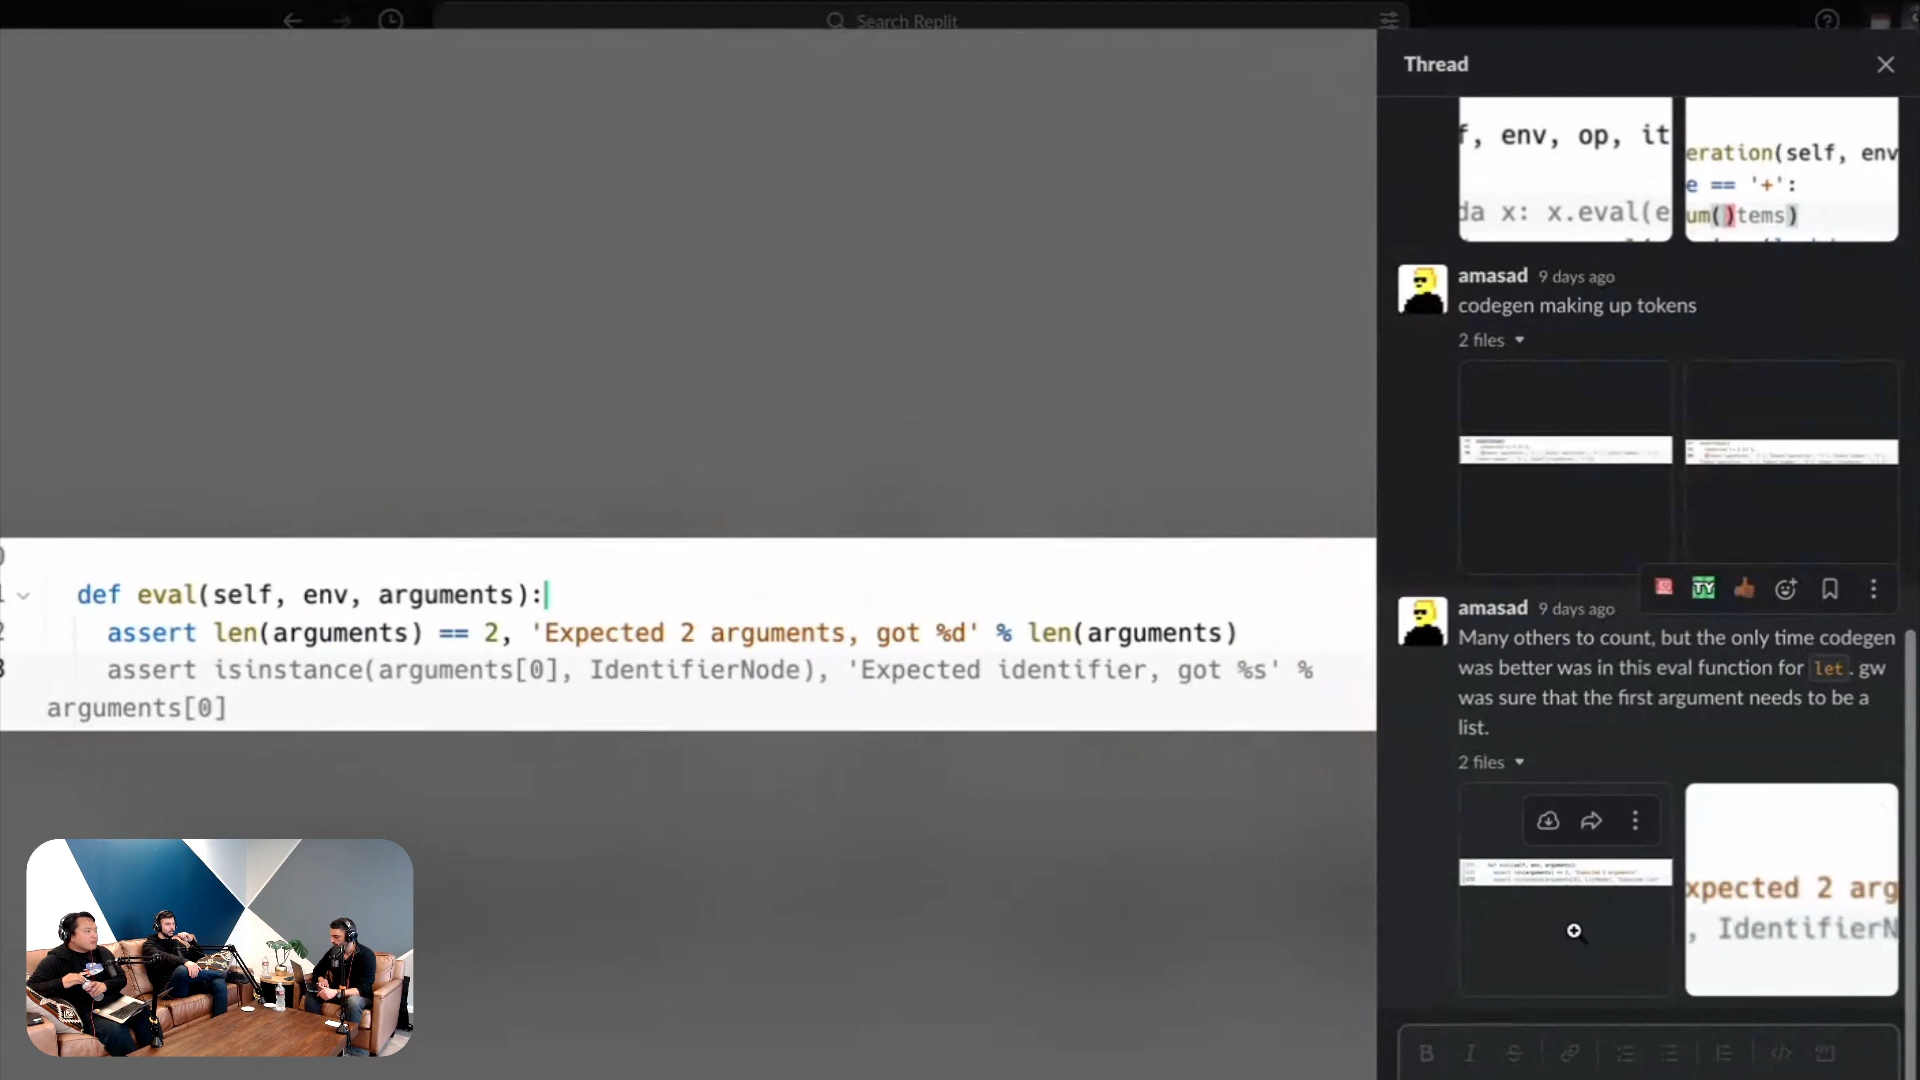 Search Replit
Thread
f, env, op, it
da x: x.eval(e
eration(self, env
e == '+':
um()tems)
amasad 9 days ago
codegen making up tokens
2 files
amasad 9 days ago
Many others to count, but the only time codegen
was better was in this eval function for let. gw
was sure that the first argument needs to be a
list.
2 files
xpected 2 arg
, IdentifierN
def eval(self, env, arguments):
assert len(arguments) == 2, 'Expected 2 arguments, got %d' % len(arguments)
assert isinstance(arguments[0], IdentifierNode), 'Expected identifier, got %s' %
arguments[0]
TY
B I S